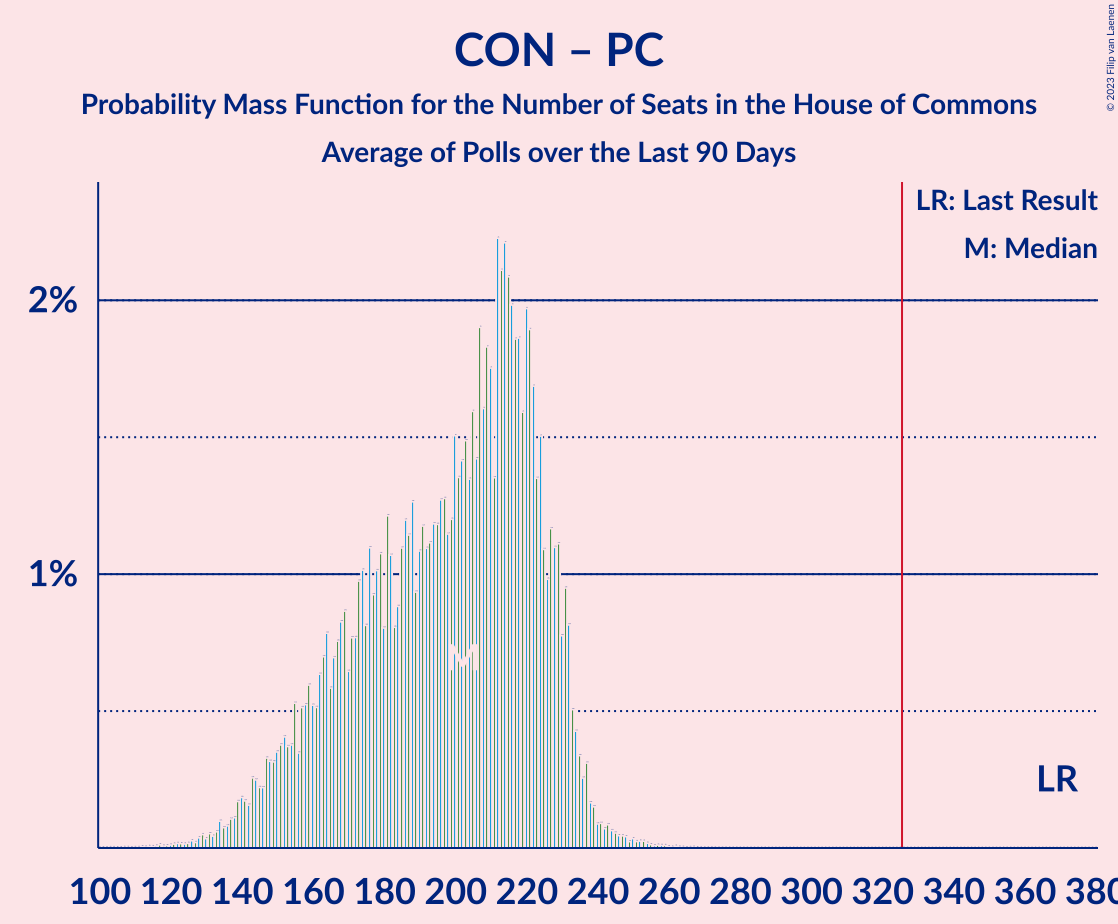 CON – PC
Probability Mass Function for the Number of Seats in the House of Commons
Average of Polls over the Last 90 Days
© 2023 Filip van Laenen
LR: Last Result
M: Median
2%
1%
M
LR
100 120 140 160 180 200 220 240 260 280 300 320 340 360 380